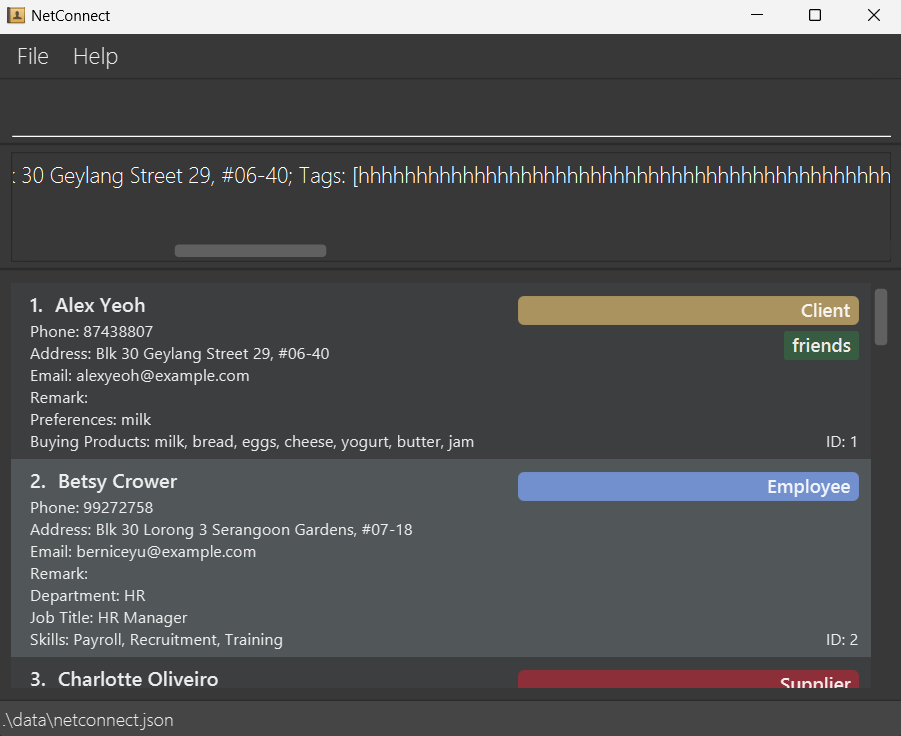 NetConnect
File Help
: 30 Geylang Street 29, #06-40; Tags: [hhhhhhhhhhhhhhhhhhhhhhhhhhhhhhhhhhhhhhhhhhhhhh
1. Alex Yeoh
Client
Phone: 87438807
friends
Address: Blk 30 Geylang Street 29, #06-40
Email: alexyeoh@example.com
Remark:
Preferences: milk
Buying Products: milk, bread, eggs, cheese, yogurt, butter, jam
ID: 1
2. Betsy Crower
Employee
Phone: 99272758
Address: Blk 30 Lorong 3 Serangoon Gardens, #07-18
Email: berniceyu@example.com
Remark:
Department: HR
Job Title: HR Manager
Skills: Payroll, Recruitment, Training
ID: 2
3. Charlotte Oliveiro
Supplier
.\data\netconnect.json